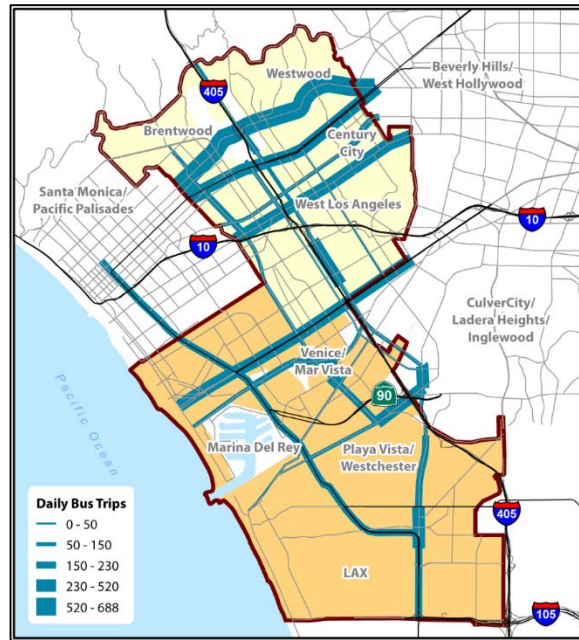 405
Westwood
Beverly Hills/
West Hollywood
Brentwood
Century
City
Santa Monica/
Pacific Palisades
West Los Angeles
10
10
CulverCity/
Ladera Heights/
Inglewood
Venice/
Mar Vista
90
Pacific Ocean
Marina Del Rey
Playa Vista/
Westchester
Daily Bus Trips
0 - 50
50 - 150
150 - 230
230 - 520
520 - 688
405
LAX
105